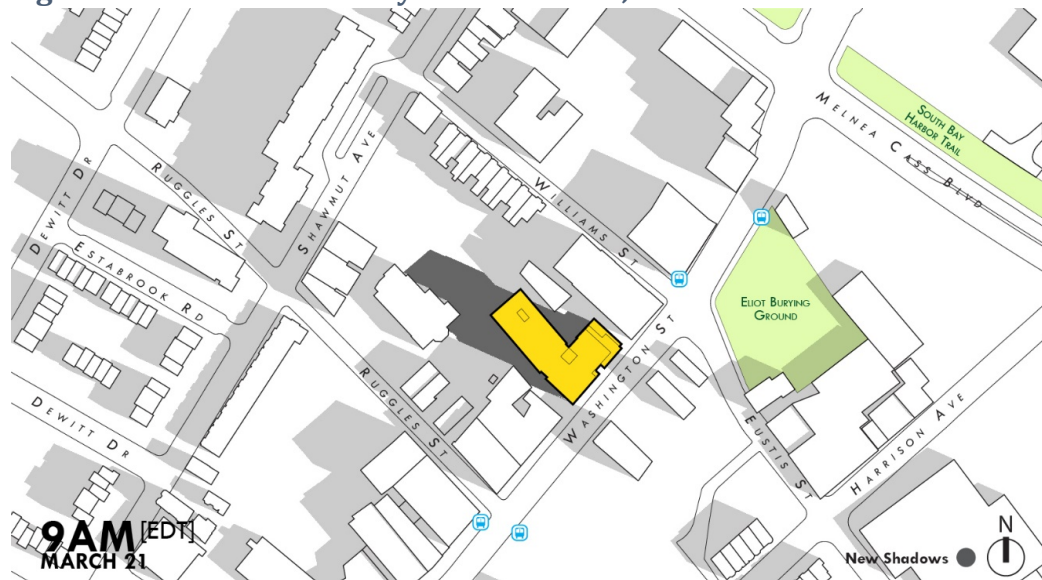 SOUTH BAY
HARBOR TRAIL
MELNEA CASS BLVD
DEWITT DR
RUGGLES ST
SHAWMUT AVE
WILLIAMS ST
ESTABROOK RD
ELIOT BURYING
GROUND
WASHINGTON ST
RUGGLES ST
DEWITT DR
EUSTIS ST
HARRISON AVE
9AM [EDT]
MARCH 21
N
New Shadows